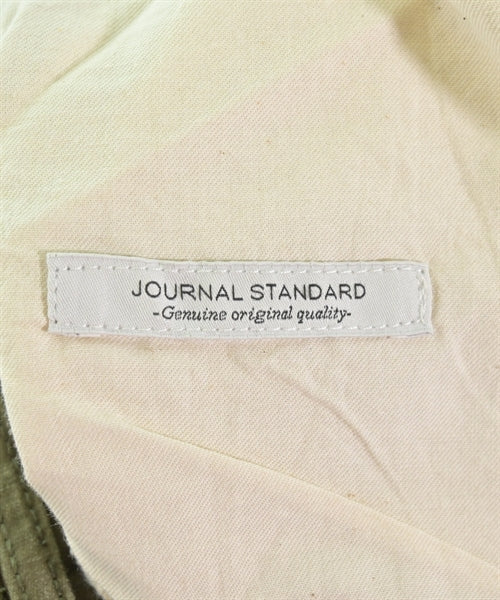 JOURNAL STANDARD
-Genuine original quality-